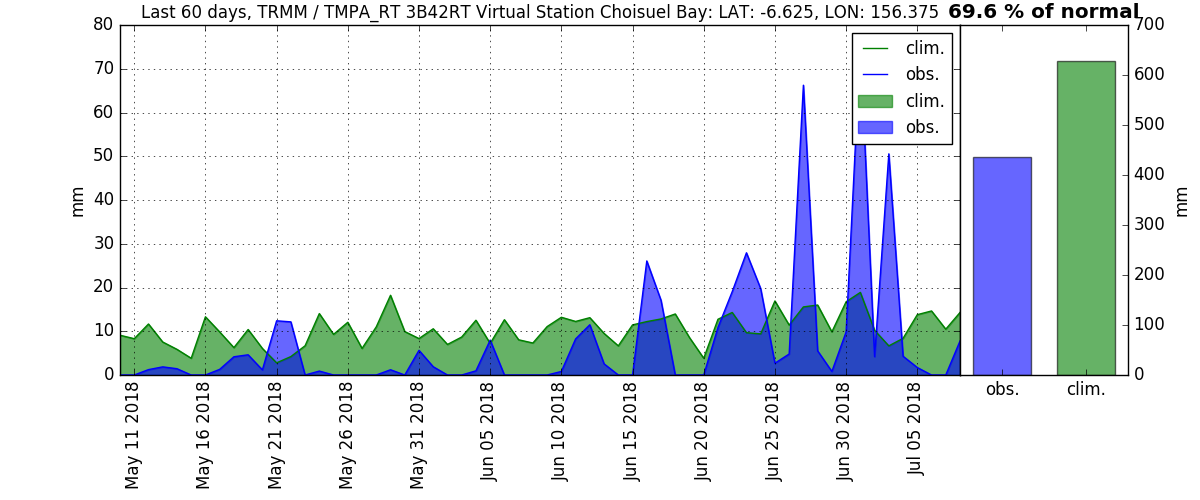 Last 60 days, TRMM / TMPA_RT 3B42RT Virtual Station Choisuel Bay: LAT: -6.625, LON: 156.375 69.6 % of normal
80
70
60
50
40
30
20
10
0
mm
clim.
obs.
clim.
obs.
May 11 2018
May 16 2018
May 21 2018
May 26 2018
May 31 2018
Jun 05 2018
Jun 10 2018
Jun 15 2018
Jun 20 2018
Jun 25 2018
Jun 30 2018
Jul 05 2018
700
600
500
400
300
200
100
0
mm
obs. clim.